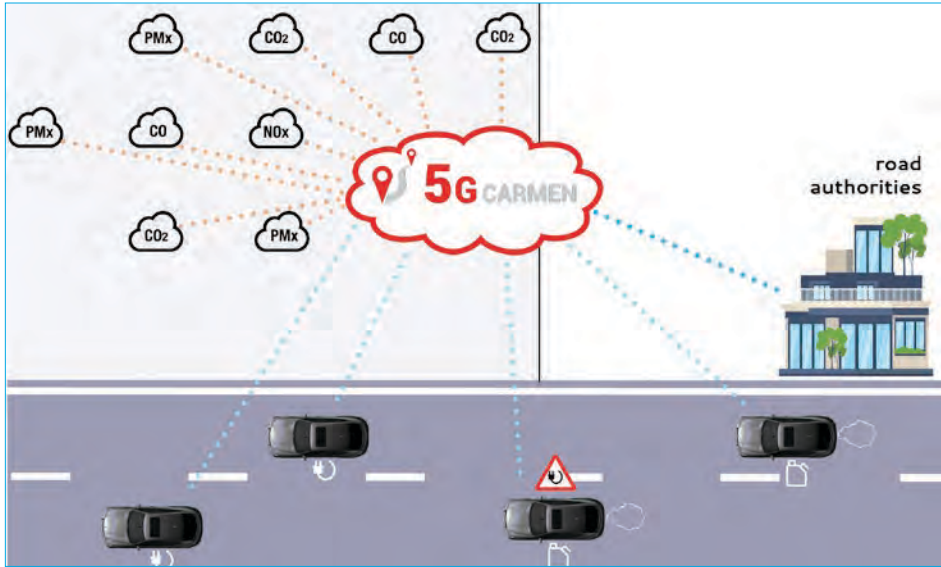 PMx
CO2
CO
CO2
PMx
CO
NOx
5G CARMEN
road
authorities
CO2
PMx